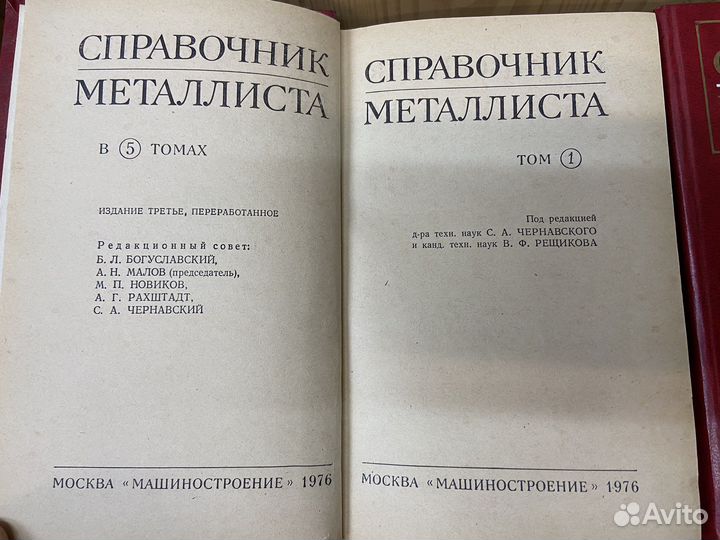 СПРАВОЧНИК
МЕТАЛЛИСТА
В 5 ТОМАХ
ИЗДАНИЕ ТРЕТЬЕ, ПЕРЕРАБОТАННОЕ
Редакционный совет:
Б. Л. БОГУСЛАВСКИЙ,
А. Н. МАЛОВ (председатель),
М. П. НОВИКОВ,
А. Г. РАХШТАДТ,
С. А. ЧЕРНАВСКИЙ
МОСКВА «МАШИНОСТРОЕНИЕ» 1976
СПРАВОЧНИК
МЕТАЛЛИСТА
ТОМ 1
Под редакцией
д-ра техн. наук С. А. ЧЕРНАВСКОГО
и канд. техн. наук В. Ф. РЕЩИКОВА
МОСКВА «МАШИНОСТРОЕНИЕ» 1976
Avito